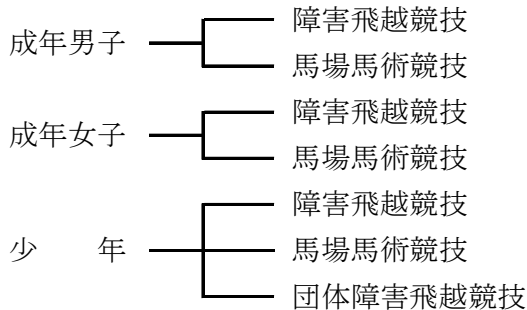 成年男子
障害飛越競技
馬場馬術競技
成年女子
障害飛越競技
馬場馬術競技
少　　年
障害飛越競技
馬場馬術競技
団体障害飛越競技